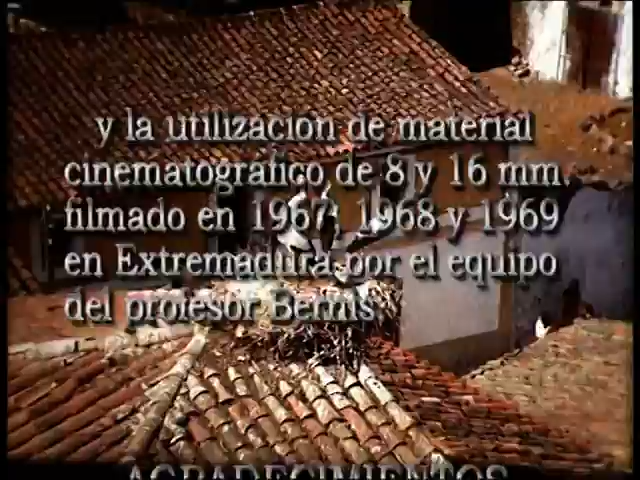 y la utilización de material
cinematográfico de 8 y 16 mm.
filmado en 1967, 1968 y 1969
en Extremadura por el equipo
del profesor Bernis.
AGRADECIMIENTOS